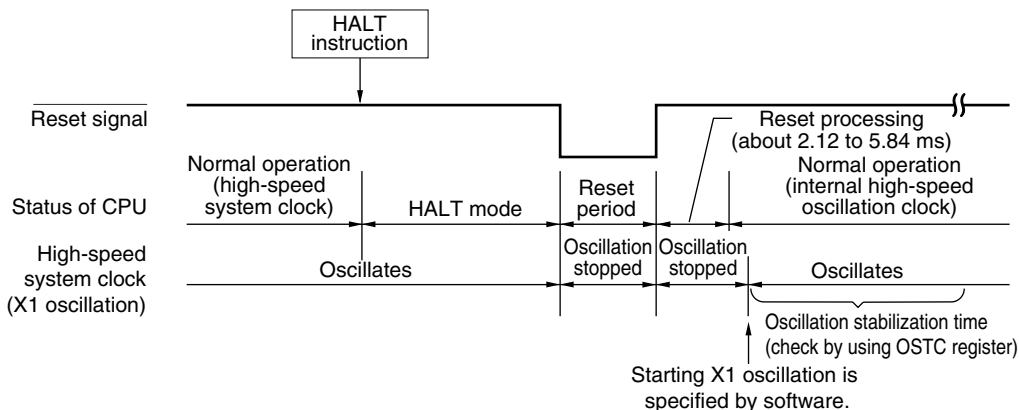 HALT
instruction
Reset signal
Reset processing
(about 2.12 to 5.84 ms)
Status of CPU
Normal operation
(high-speed
system clock)
HALT mode
Reset
period
Normal operation
(internal high-speed
oscillation clock)
High-speed
system clock
(X1 oscillation)
Oscillates
Oscillation
stopped
Oscillation
stopped
Oscillates
Oscillation stabilization time
(check by using OSTC register)
Starting X1 oscillation is
specified by software.